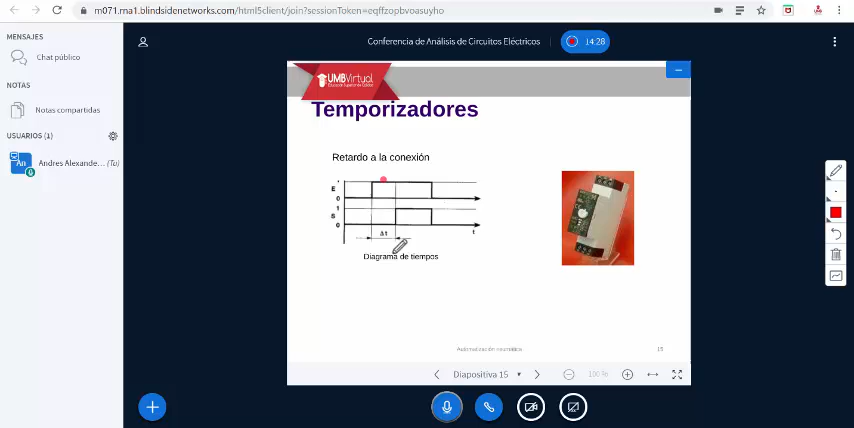 m071.rna1.blindsidenetworks.com/html5client/join?sessionToken=eqffzopbvoasuyho
MENSAJES
Chat público
NOTAS
Notas compartidas
USUARIOS (1)
An
Andres Alexande... (Tú)
Conferencia de Análisis de Circuitos Eléctricos
14:28
UMBVirtual
Temporizadores
Retardo a la conexión
E
0
1
S
0
Δt
t
Diagrama de tiempos
Automatización neumática
15
Diapositiva 15